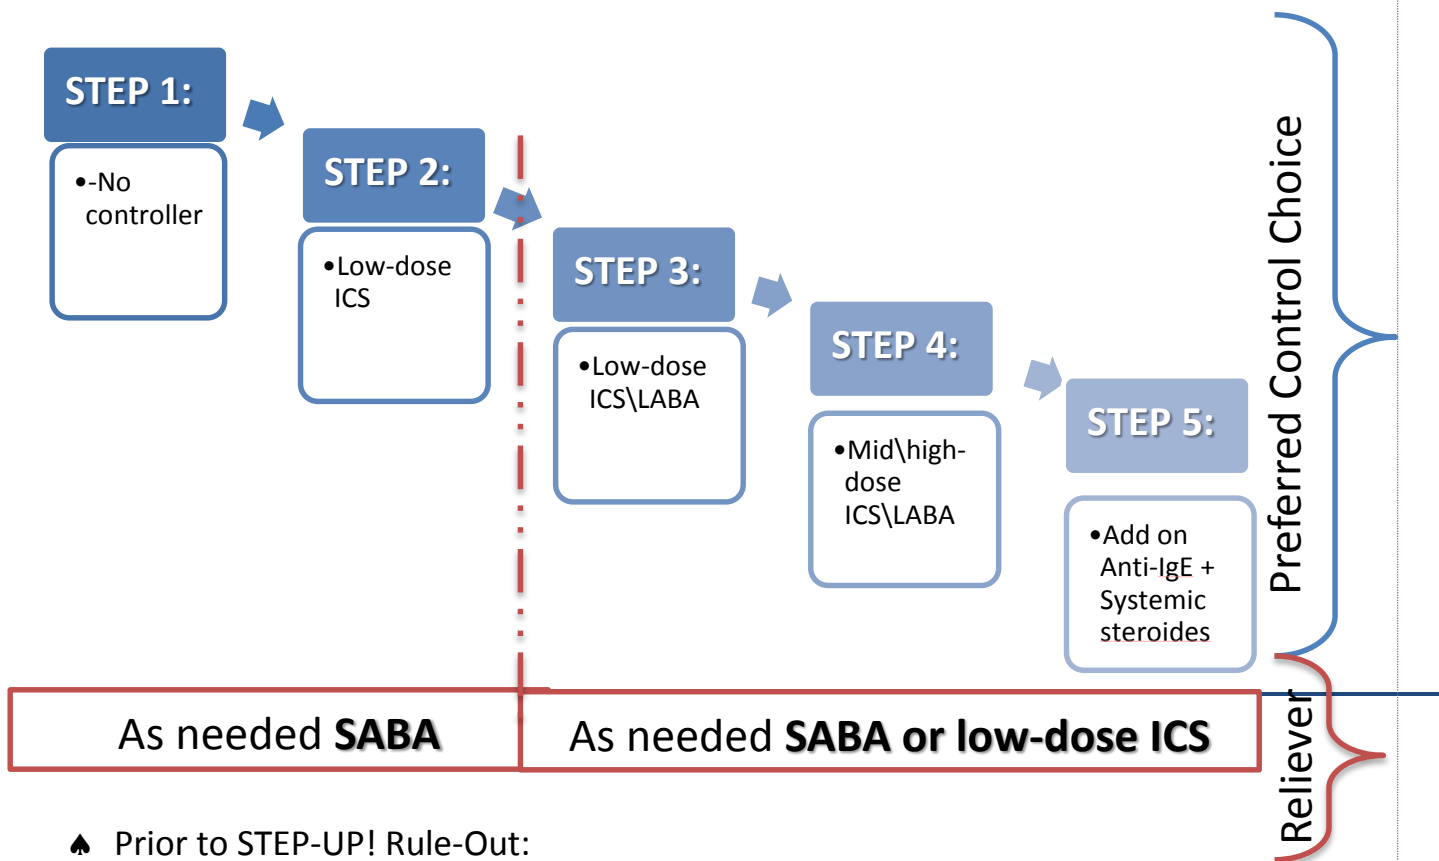 STEP 1:
•-No
controller
STEP 2:
•Low-dose
ICS
STEP 3:
•Low-dose
ICS\LABA
STEP 4:
•Mid\high-
dose
ICS\LABA
STEP 5:
•Add on
Anti-IgE +
Systemic
steroides
Preferred Control Choice
As needed SABA
As needed SABA or low-dose ICS
Reliever
♠ Prior to STEP-UP! Rule-Out: